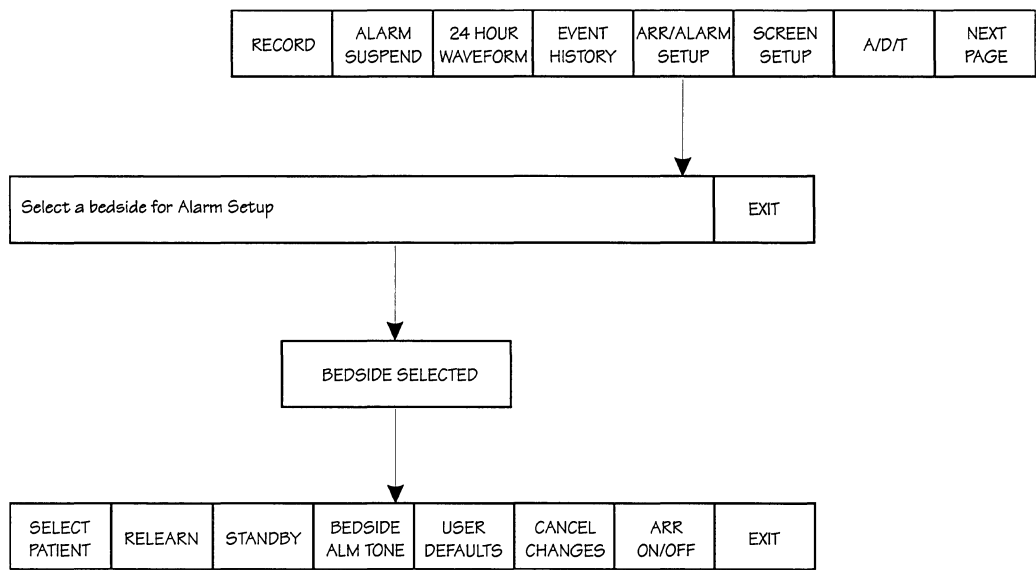 RECORD
ALARM
SUSPEND
24 HOUR
WAVEFORM
EVENT
HISTORY
ARR/ALARM
SETUP
SCREEN
SETUP
A/D/T
NEXT
PAGE
Select a bedside for Alarm Setup
EXIT
BEDSIDE SELECTED
SELECT
PATIENT
RELEARN
STANDBY
BEDSIDE
ALM TONE
USER
DEFAULTS
CANCEL
CHANGES
ARR
ON/OFF
EXIT